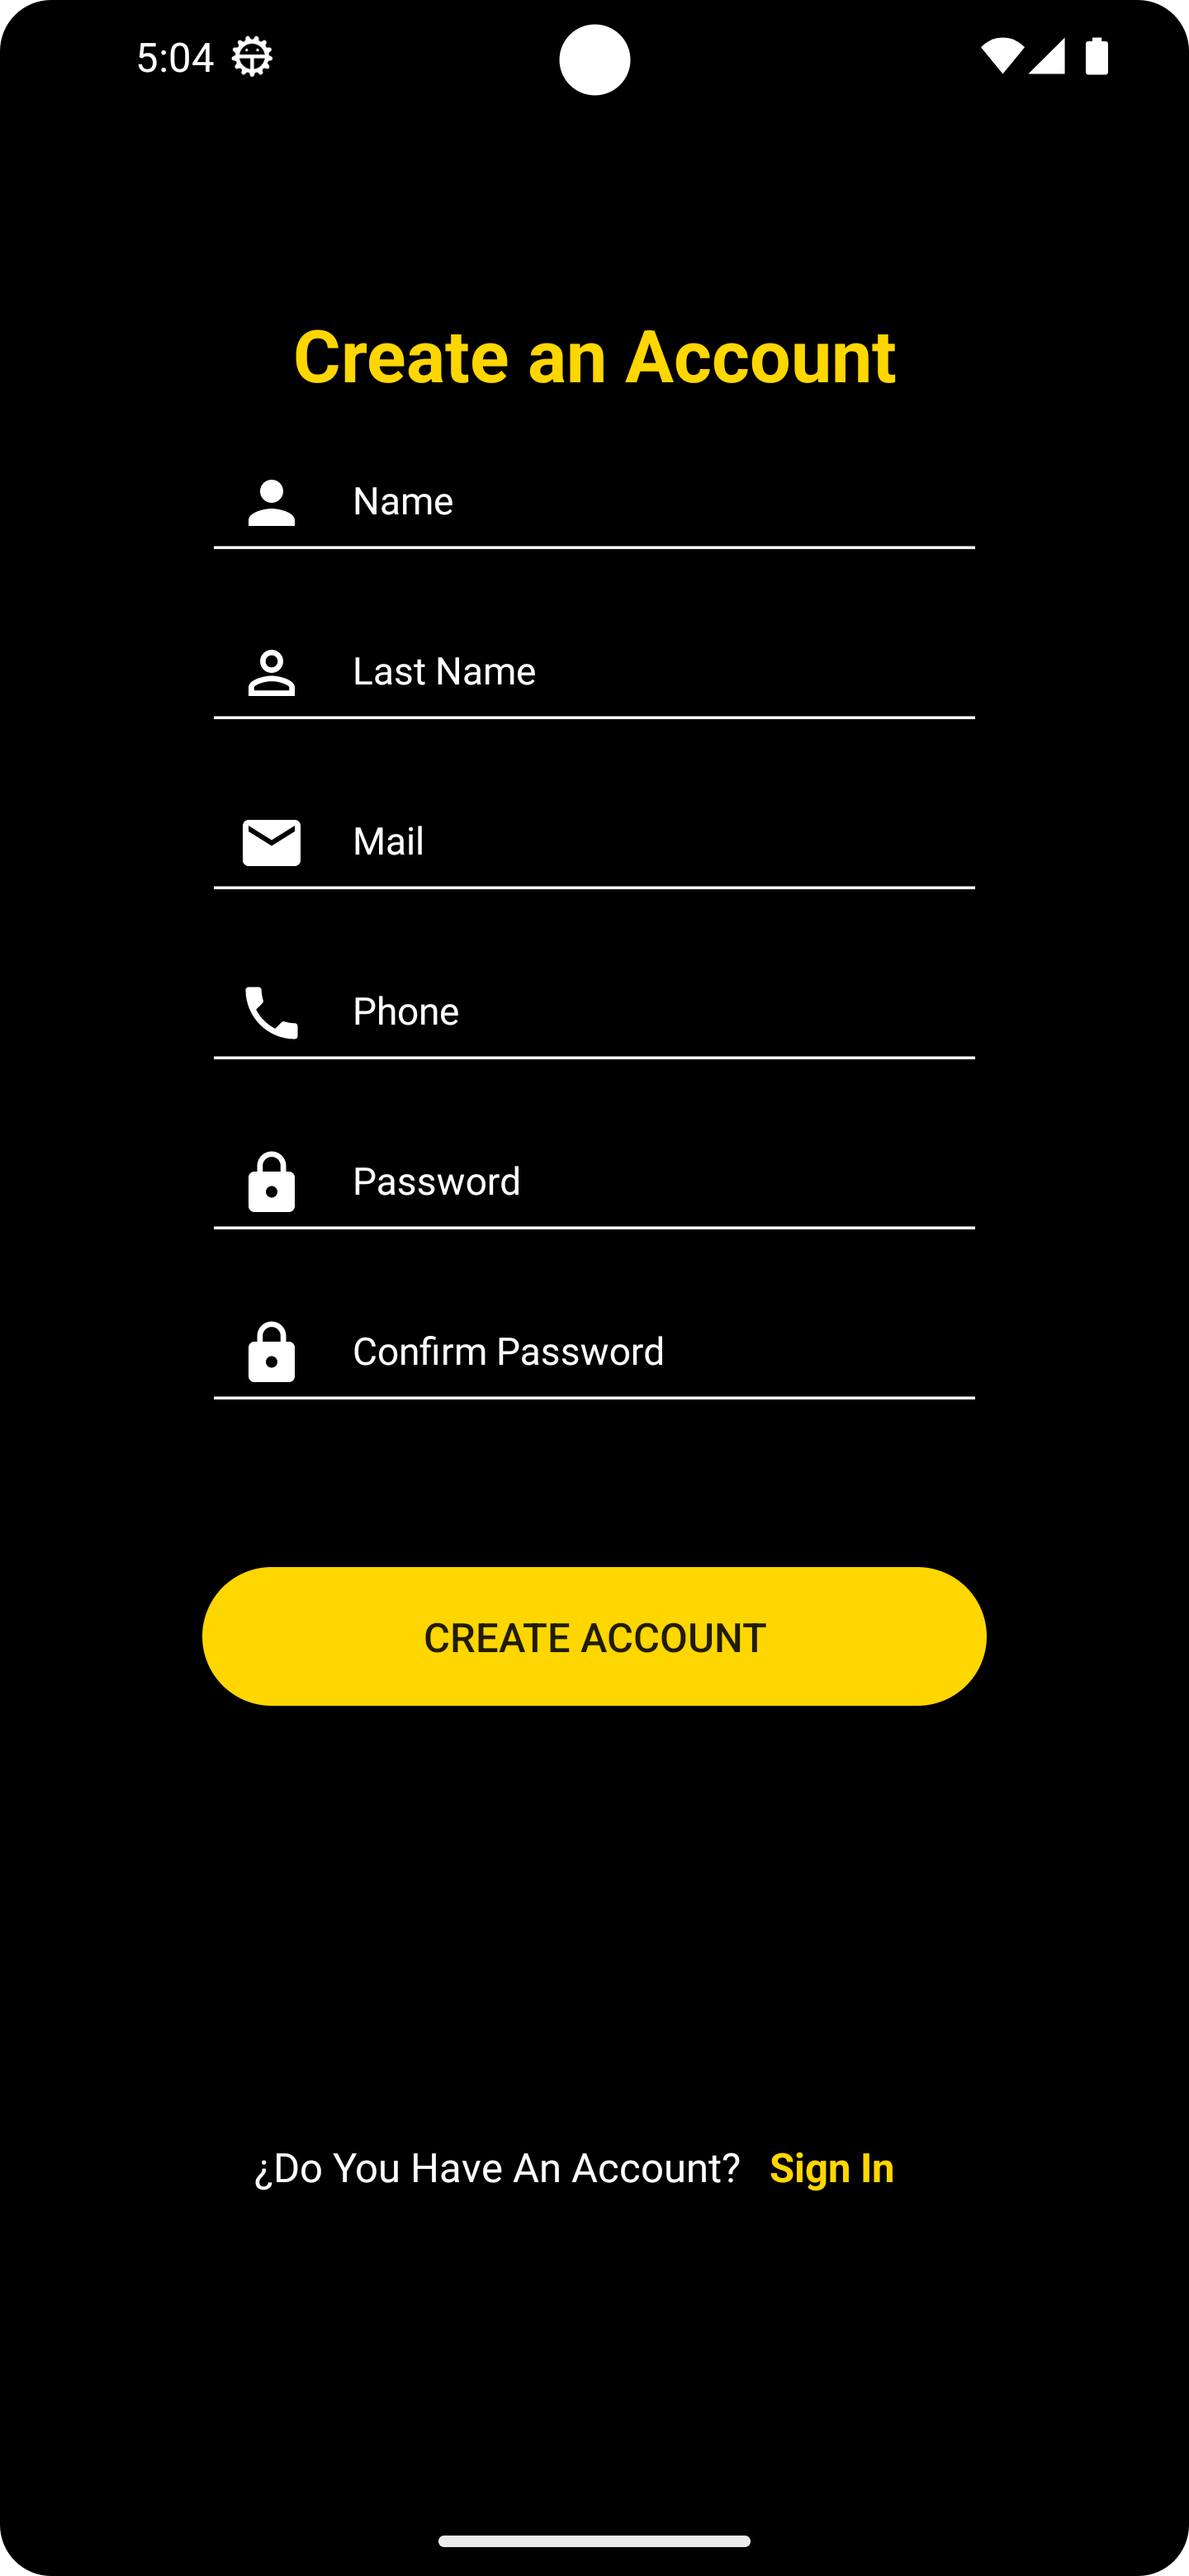 5:04
Create an Account
Name
Last Name
Mail
Phone
Password
Confirm Password
CREATE ACCOUNT
¿Do You Have An Account? Sign In